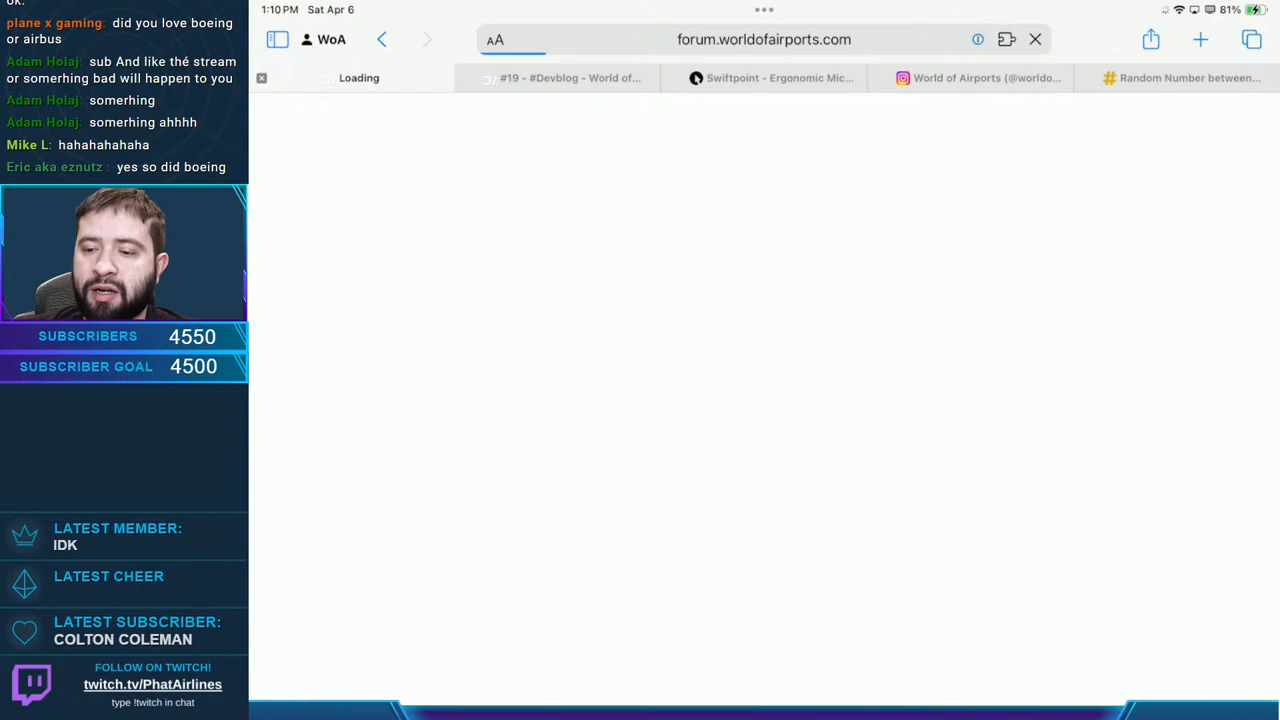 ok.
plane x gaming: did you love boeing
or airbus
Adam Holaj: sub And like thé stream
or somerhing bad will happen to you
Adam Holaj: somerhing
Adam Holaj: somerhing ahhhh
Mike L: hahahahahaha
Eric aka eznutz : yes so did boeing
SUBSCRIBERS 4550
SUBSCRIBER GOAL 4500
LATEST MEMBER:
IDK
LATEST CHEER
LATEST SUBSCRIBER:
COLTON COLEMAN
FOLLOW ON TWITCH!
twitch.tv/PhatAirlines
type !twitch in chat
1:10 PM Sat Apr 6
81%
WoA
AA
forum.worldofairports.com
Loading
#19 - #Devblog - World of...
Swiftpoint - Ergonomic Mic...
World of Airports (@worldo...
Random Number between...